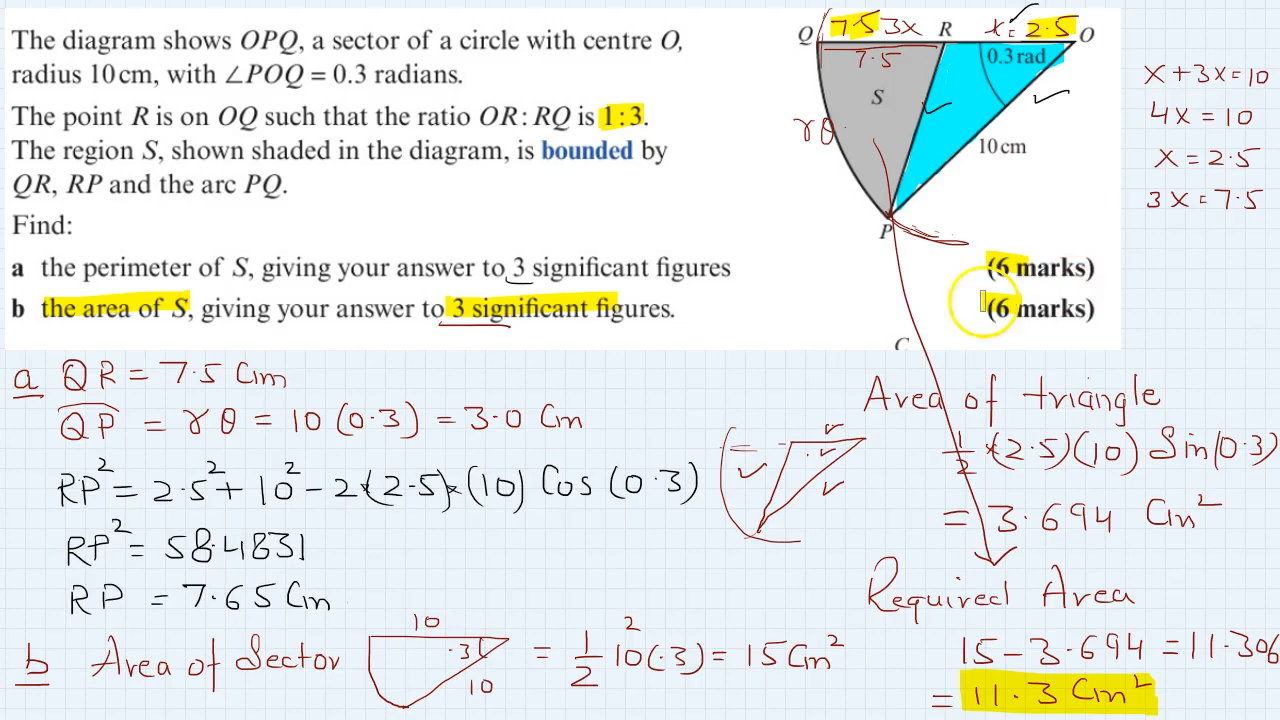 The diagram shows OPQ, a sector of a circle with centre O,
radius 10 cm, with ∠POQ = 0.3 radians.
The point R is on OQ such that the ratio OR : RQ is 1 : 3.
The region S, shown shaded in the diagram, is bounded by
QR, RP and the arc PQ.
Find:
a the perimeter of S, giving your answer to 3 significant figures (6 marks)
b the area of S, giving your answer to 3 significant figures. (6 marks)
Q 7.5 3x R x = 2.5 O
7.5
0.3 rad
S
rθ
10 cm
P
C
x + 3x = 10
4x = 10
x = 2.5
3x = 7.5
a QR = 7.5 cm
QP = rθ = 10 (0.3) = 3.0 cm
RP² = 2.5² + 10² - 2*(2.5)*(10) Cos (0.3)
RP² = 58.4831
RP = 7.65 cm
b Area of Sector
10
.3
10
= 1/2 10² (.3) = 15 cm²
Area of triangle
1/2 *(2.5)(10) Sin(0.3)
= 3.694 cm²
Required Area
15 - 3.694 = 11.306
= 11.3 cm²